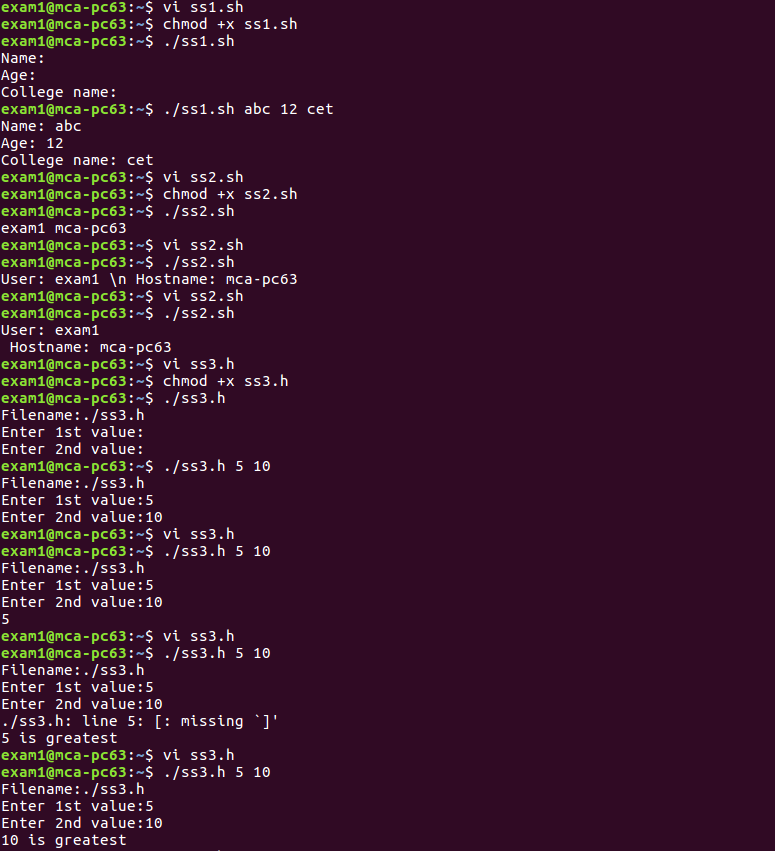 exam1@mca-pc63:~$ vi ss1.sh
exam1@mca-pc63:~$ chmod +x ss1.sh
exam1@mca-pc63:~$ ./ss1.sh
Name:
Age:
College name:
exam1@mca-pc63:~$ ./ss1.sh abc 12 cet
Name: abc
Age: 12
College name: cet
exam1@mca-pc63:~$ vi ss2.sh
exam1@mca-pc63:~$ chmod +x ss2.sh
exam1@mca-pc63:~$ ./ss2.sh
exam1 mca-pc63
exam1@mca-pc63:~$ vi ss2.sh
exam1@mca-pc63:~$ ./ss2.sh
User: exam1 \n Hostname: mca-pc63
exam1@mca-pc63:~$ vi ss2.sh
exam1@mca-pc63:~$ ./ss2.sh
User: exam1
 Hostname: mca-pc63
exam1@mca-pc63:~$ vi ss3.h
exam1@mca-pc63:~$ chmod +x ss3.h
exam1@mca-pc63:~$ ./ss3.h
Filename:./ss3.h
Enter 1st value:
Enter 2nd value:
exam1@mca-pc63:~$ ./ss3.h 5 10
Filename:./ss3.h
Enter 1st value:5
Enter 2nd value:10
exam1@mca-pc63:~$ vi ss3.h
exam1@mca-pc63:~$ ./ss3.h 5 10
Filename:./ss3.h
Enter 1st value:5
Enter 2nd value:10
5
exam1@mca-pc63:~$ vi ss3.h
exam1@mca-pc63:~$ ./ss3.h 5 10
Filename:./ss3.h
Enter 1st value:5
Enter 2nd value:10
./ss3.h: line 5: [: missing `]'
5 is greatest
exam1@mca-pc63:~$ vi ss3.h
exam1@mca-pc63:~$ ./ss3.h 5 10
Filename:./ss3.h
Enter 1st value:5
Enter 2nd value:10
10 is greatest